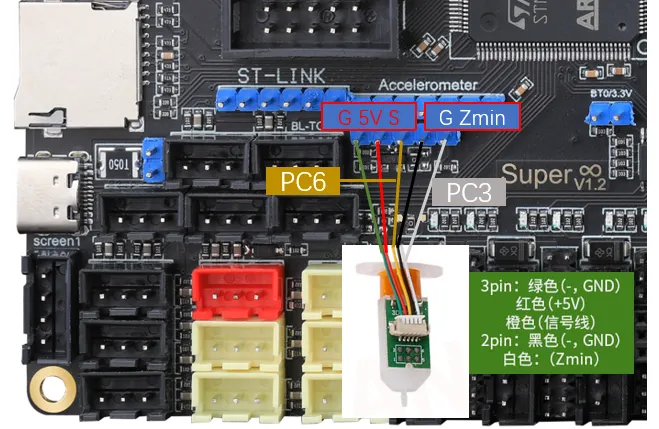 ST-LINK
Accelerometer
BT0/3.3V
G 5V S
G Zmin
BL-TO
T050
PC6
PC3
Super ∞
V1.2
screen1
3pin：绿色(-，GND)
红色(+5V)
橙色(信号线)
2pin：黑色(-，GND)
白色：（Zmin）